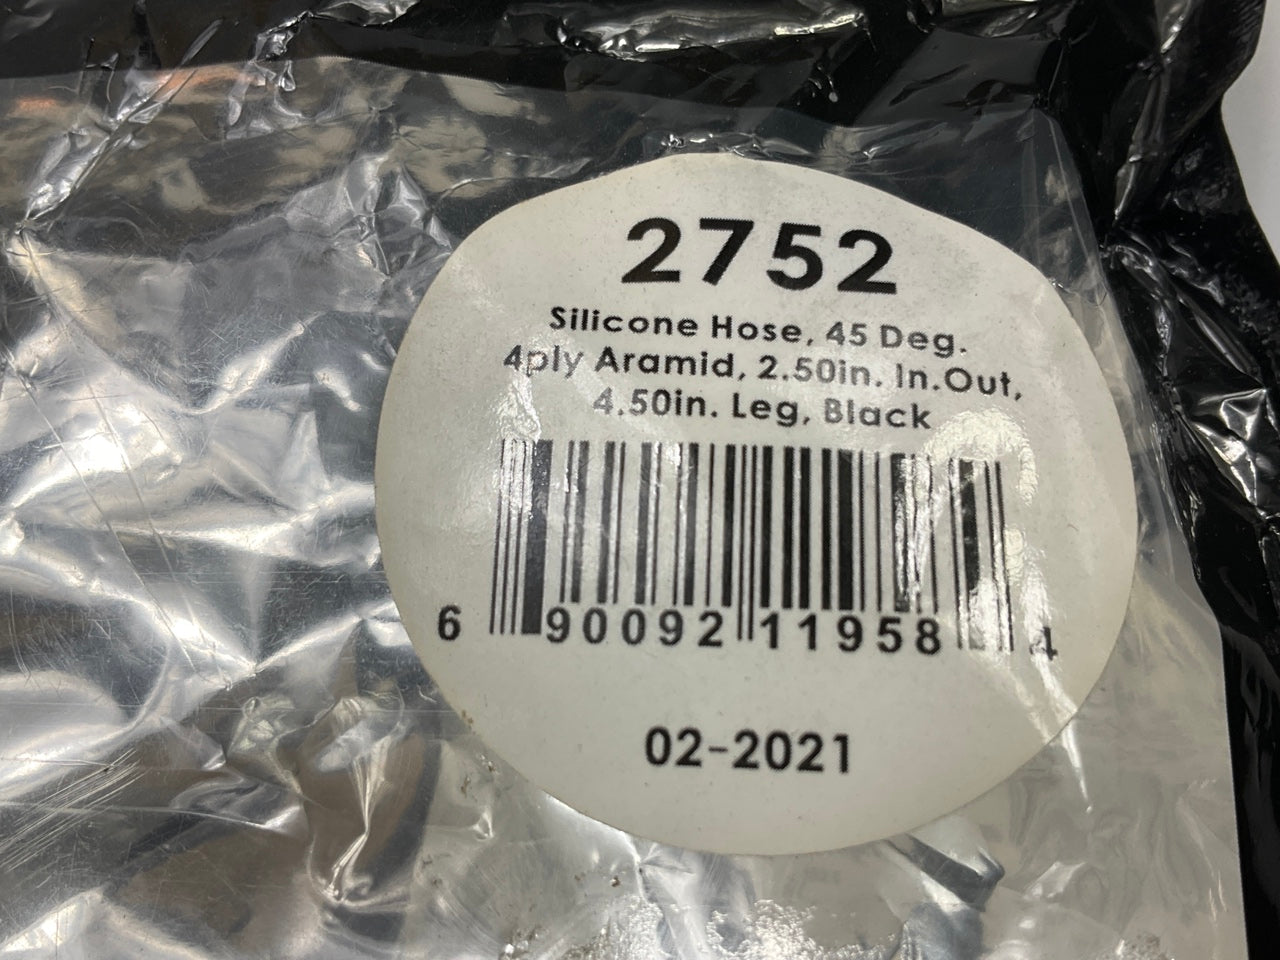 2752
Silicone Hose, 45 Deg.
4ply Aramid, 2.50in. In.Out,
4.50in. Leg, Black
6 90092 11958 4
02-2021